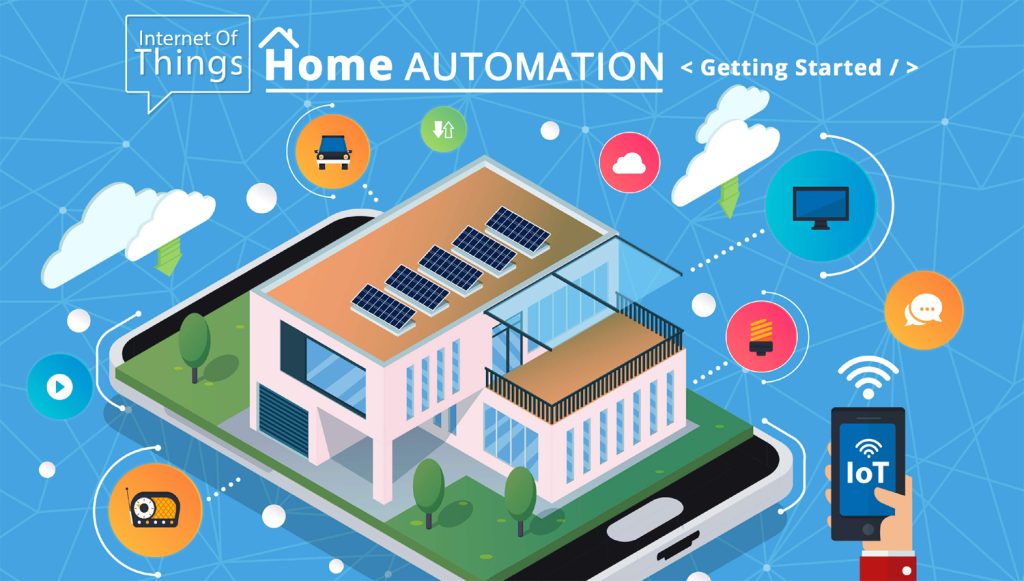 Internet Of
Things
Home AUTOMATION
< Getting Started / >
IoT